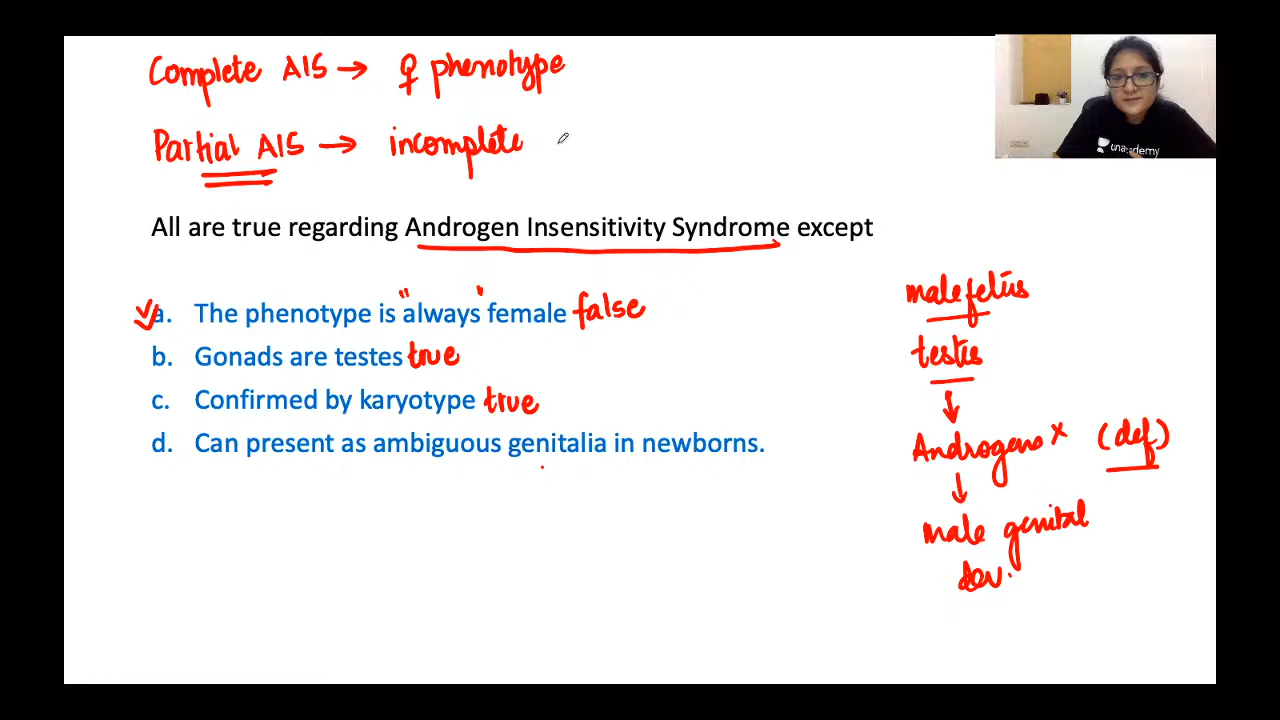 Complete AIS → ♀ phenotype
Partial AIS → incomplete
unacademy
All are true regarding Androgen Insensitivity Syndrome except
a. The phenotype is "always" female false
b. Gonads are testes true
c. Confirmed by karyotype true
d. Can present as ambiguous genitalia in newborns.
male fetus
testis
↓
Androgens × (def)
↓
male genital
dev.